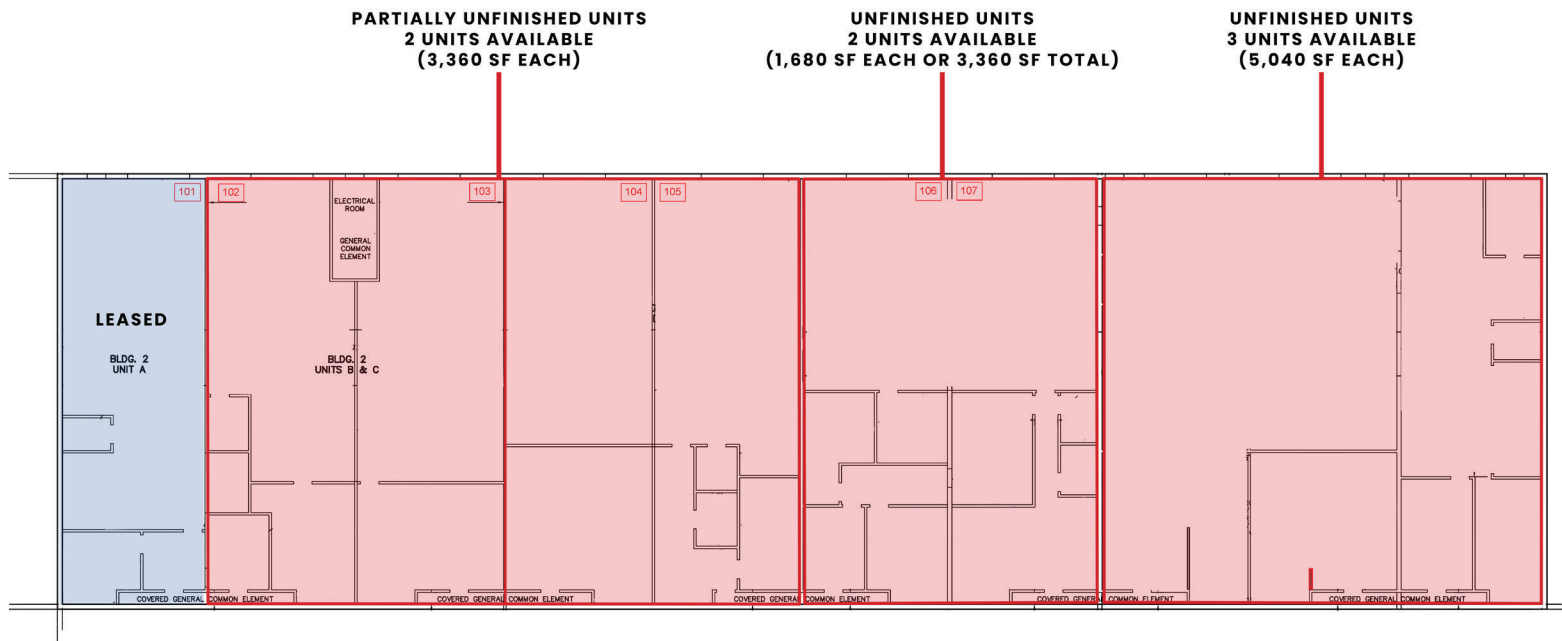 PARTIALLY UNFINISHED UNITS
2 UNITS AVAILABLE
(3,360 SF EACH)
UNFINISHED UNITS
2 UNITS AVAILABLE
(1,680 SF EACH OR 3,360 SF TOTAL)
UNFINISHED UNITS
3 UNITS AVAILABLE
(5,040 SF EACH)
101
102
103
104
105
106
107
ELECTRICAL
ROOM
GENERAL
COMMON
ELEMENT
LEASED
BLDG. 2
UNIT A
BLDG. 2
UNITS B & C
COVERED GENERAL COMMON ELEMENT
COVERED GENERAL COMMON ELEMENT
COVERED GENERAL COMMON ELEMENT
COVERED GENERAL COMMON ELEMENT
COVERED GENERAL COMMON ELEMENT